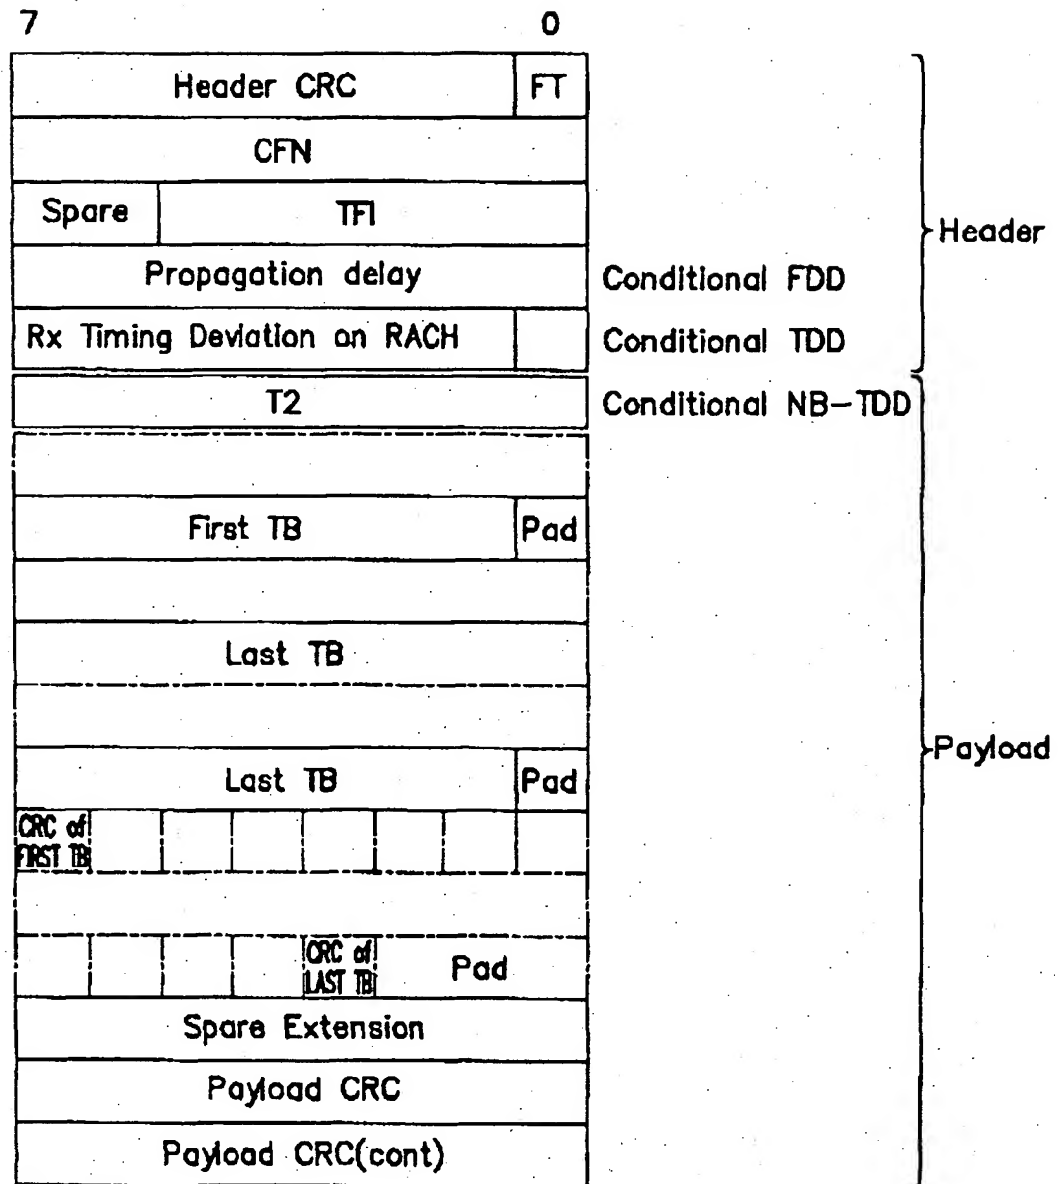 7 0
Header CRC FT
CFN
Spare TFI
Header
Propagation delay Conditional FDD
Rx Timing Deviation on RACH Conditional TDD
T2 Conditional NB-TDD
First TB Pad
Last TB
Payload
Last TB Pad
CRC of
FIRST TB
CRC of
LAST TB
Pad
Spare Extension
Payload CRC
Payload CRC(cont)